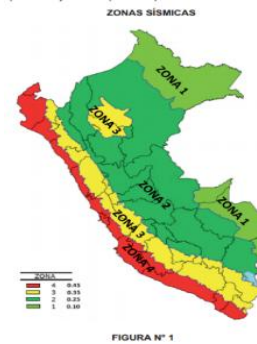 ZONAS SÍSMICAS
ZONA 1
ZONA 3
ZONA 2
ZONA 1
ZONA 3
ZONA 4
ZONA
4 0.45
3 0.35
2 0.25
1 0.10
FIGURA N° 1